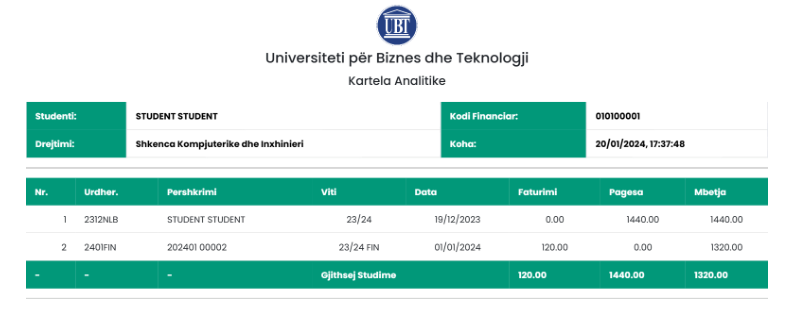 UBT
Universiteti për Biznes dhe Teknologji
Kartela Analitike
Studenti: STUDENT STUDENT Kodi Financiar: 010100001
Drejtimi: Shkenca Kompjuterike dhe Inxhinieri Koha: 20/01/2024, 17:37:48
Nr. Urdher. Pershkrimi Viti Data Faturimi Pagesa Mbetja
1 2312NLB STUDENT STUDENT 23/24 19/12/2023 0.00 1440.00 1440.00
2 2401FIN 202401 00002 23/24 FIN 01/01/2024 120.00 0.00 1320.00
- - - Gjithsej Studime 120.00 1440.00 1320.00